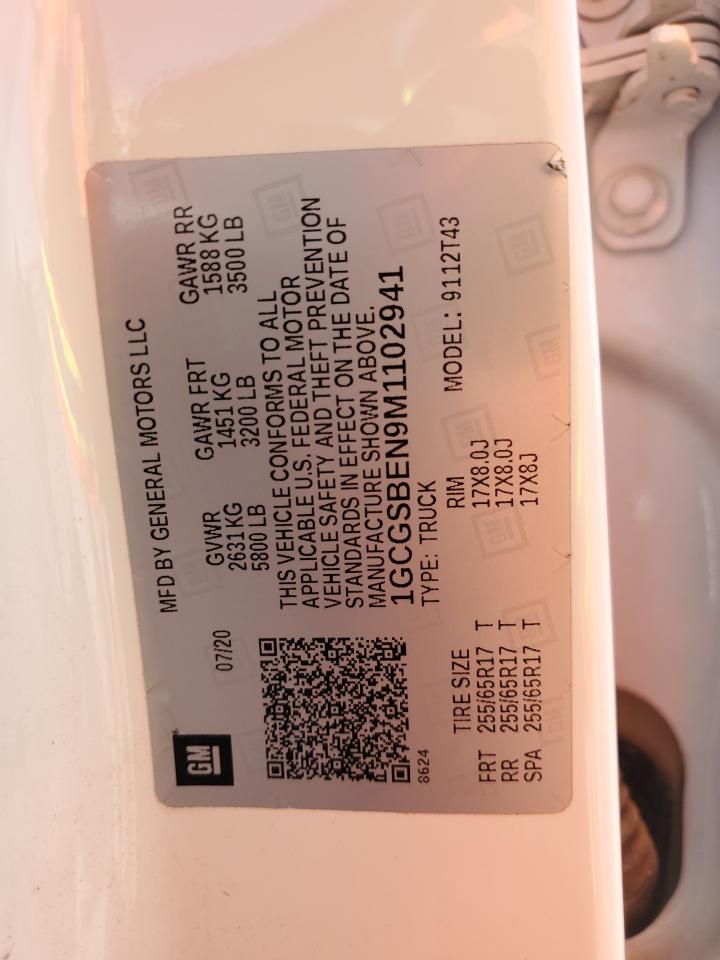 GM
MFD BY GENERAL MOTORS LLC
07/20
GVWR GAWR FRT GAWR RR
2631 KG 1451 KG 1588 KG
5800 LB 3200 LB 3500 LB
THIS VEHICLE CONFORMS TO ALL
APPLICABLE U.S. FEDERAL MOTOR
VEHICLE SAFETY AND THEFT PREVENTION
STANDARDS IN EFFECT ON THE DATE OF
MANUFACTURE SHOWN ABOVE.
1GCGSBEN9M1102941
8624
TYPE: TRUCK MODEL: 9112T43
TIRE SIZE RIM
FRT 255/65R17 T 17X8.0J
RR 255/65R17 T 17X8.0J
SPA 255/65R17 T 17X8J